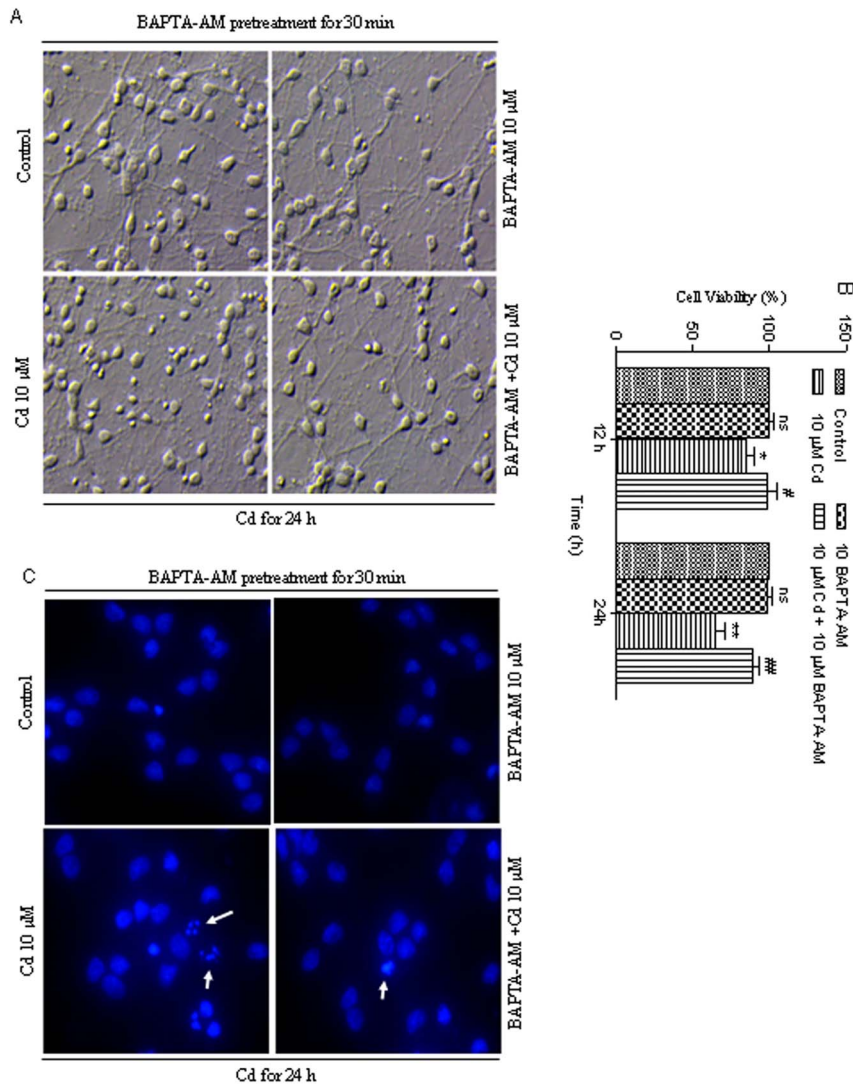 A
BAPTA-AM pretreatment for 30 min
Control
BAPTA-AM 10 μM
Cd 10 μM
BAPTA-AM +Cd 10 μM
Cd for 24 h
B
Control
10 BAPTA-AM
10 μM Cd
10 μM Cd + 10 μM BAPTA-AM
Cell Viability (%)
150
100
50
0
ns
*
#
ns
**
##
12 h
24h
Time (h)
C
BAPTA-AM pretreatment for 30 min
Control
BAPTA-AM 10 μM
Cd 10 μM
BAPTA-AM +Cd 10 μM
Cd for 24 h